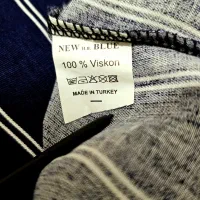 NEW BLUE
100 % Viskon
MADE IN TURKEY